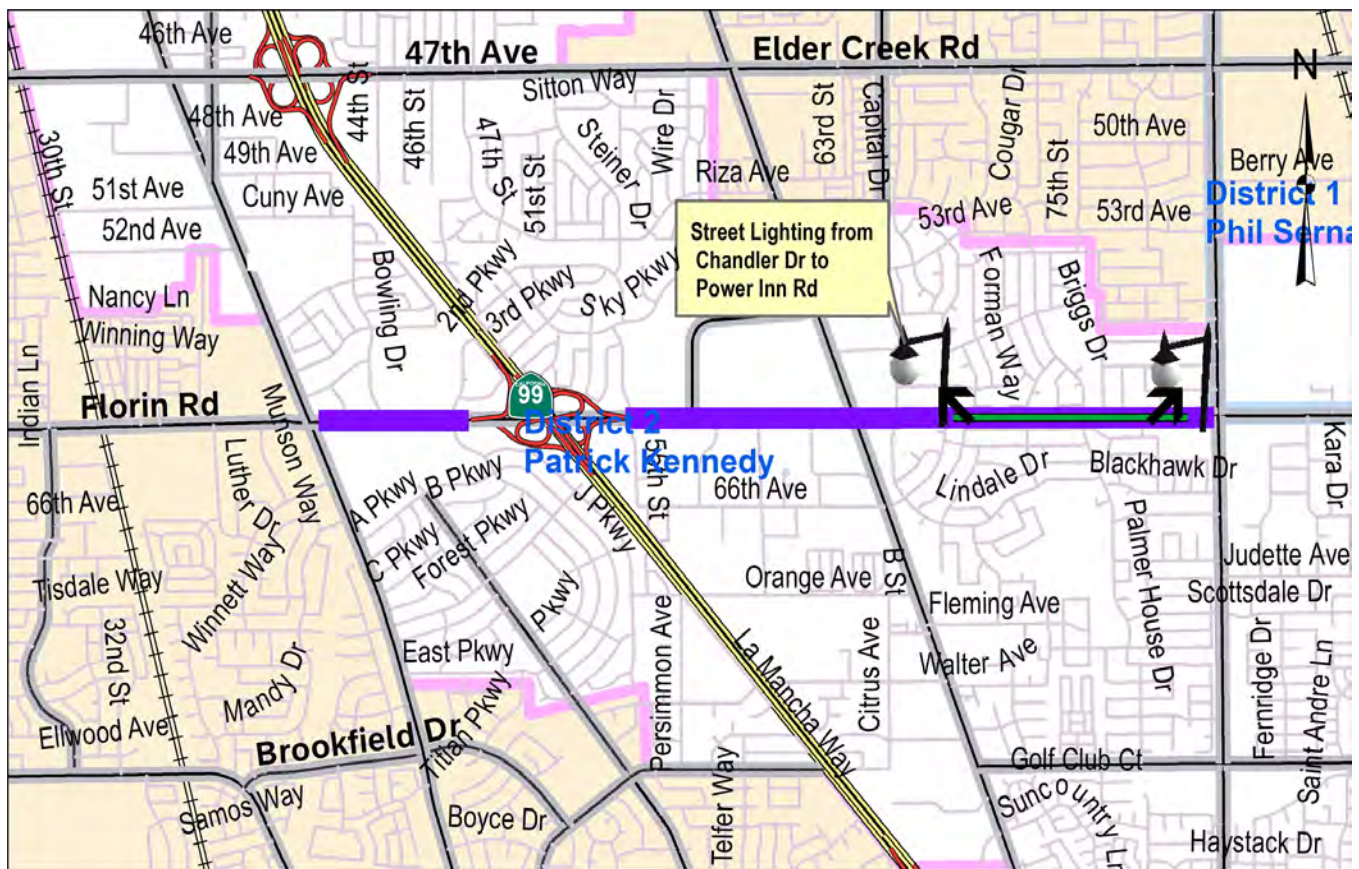 46th Ave
47th Ave
Elder Creek Rd
N
44th St
46th St
Sitton Way
Wire Dr
63rd St
Capital Dr
Cougar Dr
50th Ave
48th Ave
49th Ave
47th St
51st St
Steiner Dr
Riza Ave
75th St
Berry Ave
30th St
51st Ave
Cuny Ave
53rd Ave
53rd Ave
District 1
Phil Serna
52nd Ave
Street Lighting from
Chandler Dr to
Power Inn Rd
Bowling Dr
2nd Pkwy
3rd Pkwy
Sky Pkwy
Forman Way
Briggs Dr
Nancy Ln
Winning Way
Indian Ln
CALIFORNIA
99
Florin Rd
Munson Way
District 2
Patrick Kennedy
Luther Dr
A Pkwy
B Pkwy
J Pkwy
55th St
66th Ave
Lindale Dr
Blackhawk Dr
Kara Dr
66th Ave
C Pkwy
Forest Pkwy
Palmer House Dr
Judette Ave
Tisdale Way
Winnett Way
Pkwy
Orange Ave
B St
Fleming Ave
Scottsdale Dr
32nd St
East Pkwy
Persimmon Ave
La Mancha Way
Citrus Ave
Walter Ave
Fernridge Dr
Saint Andre Ln
Mandy Dr
Ellwood Ave
Brookfield Dr
Titian Pkwy
Golf Club Ct
Samos Way
Boyce Dr
Telfer Way
Suncountry Ln
Haystack Dr